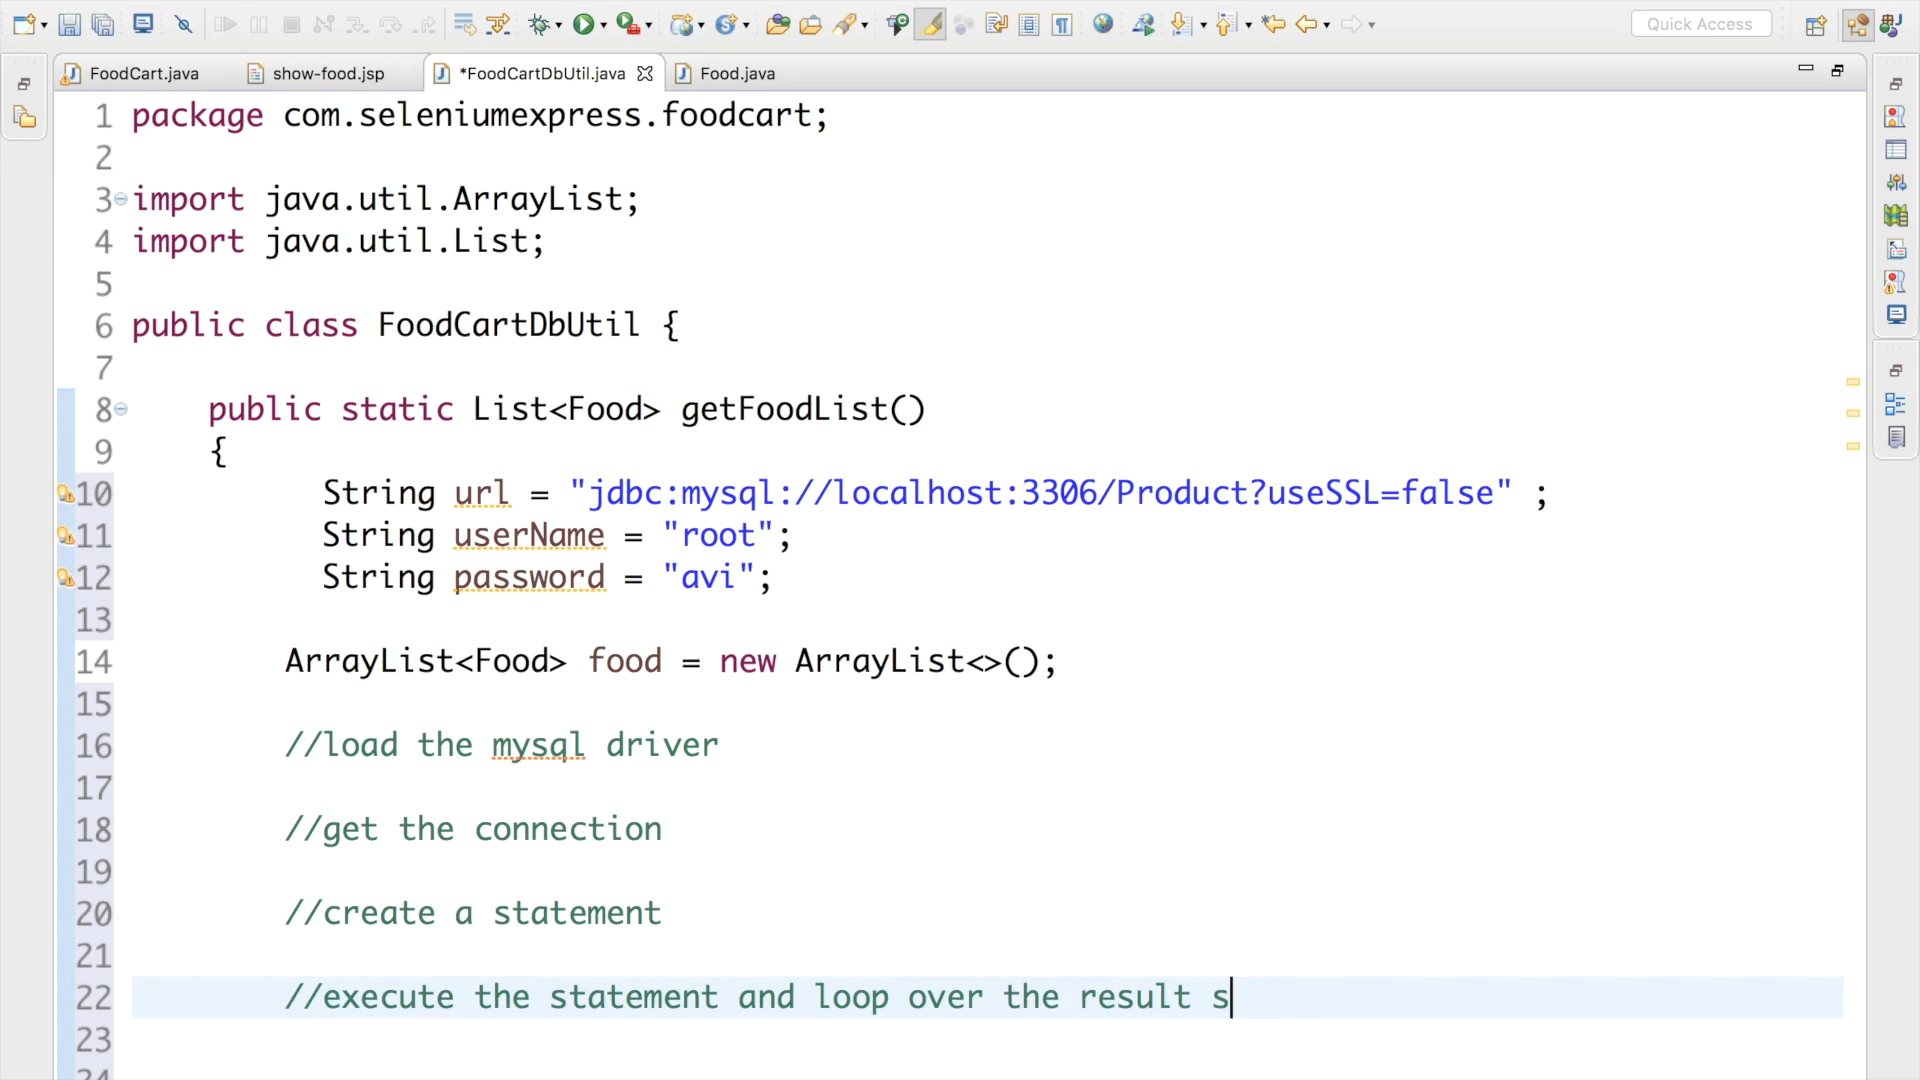 Quick Access
FoodCart.java show-food.jsp *FoodCartDbUtil.java Food.java
1 package com.seleniumexpress.foodcart;
2
3 import java.util.ArrayList;
4 import java.util.List;
5
6 public class FoodCartDbUtil {
7
8 public static List<Food> getFoodList()
9 {
10 String url = "jdbc:mysql://localhost:3306/Product?useSSL=false" ;
11 String userName = "root";
12 String password = "avi";
13
14 ArrayList<Food> food = new ArrayList<>();
15
16 //load the mysql driver
17
18 //get the connection
19
20 //create a statement
21
22 //execute the statement and loop over the result s
23
24